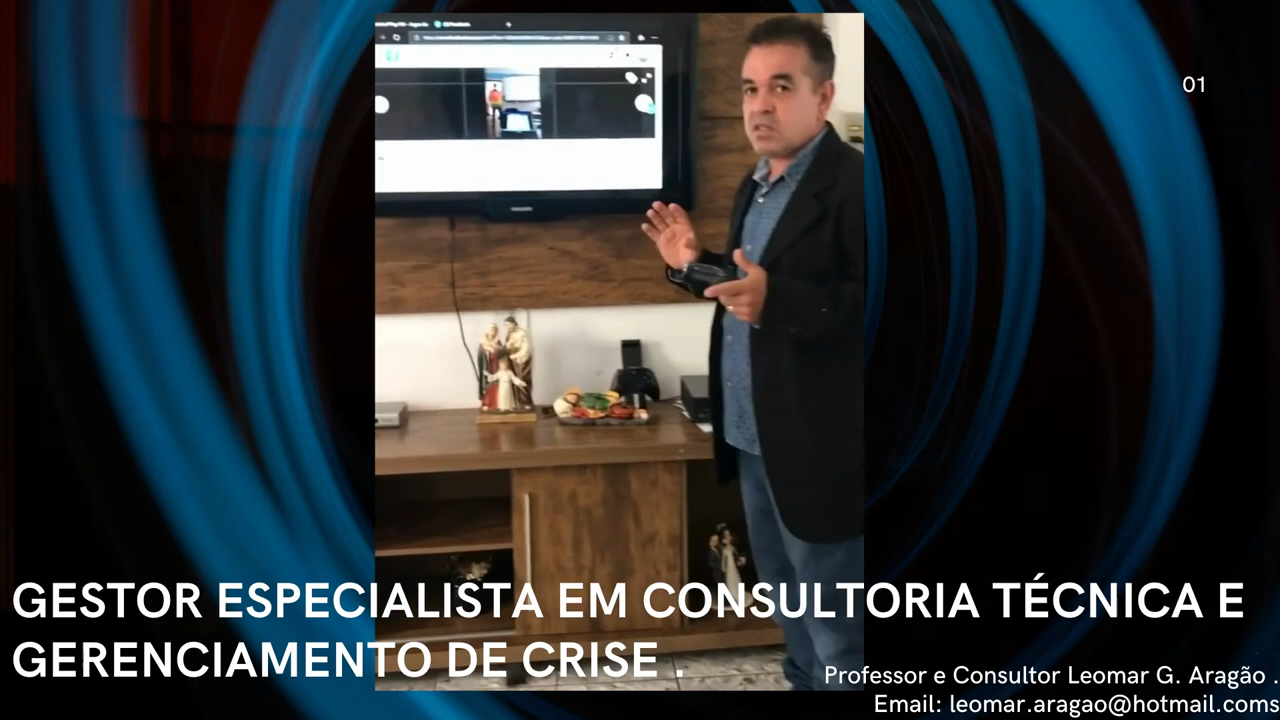 01
GESTOR ESPECIALISTA EM CONSULTORIA TÉCNICA E
GERENCIAMENTO DE CRISE .
Professor e Consultor Leomar G. Aragão .
Email: leomar.aragao@hotmail.coms